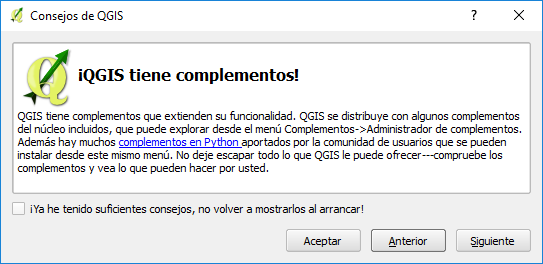 Consejos de QGIS
¡QGIS tiene complementos!
QGIS tiene complementos que extienden su funcionalidad. QGIS se distribuye con algunos complementos
del núcleo incluidos, que puede explorar desde el menú Complementos->Administrador de complementos.
Además hay muchos complementos en Python aportados por la comunidad de usuarios que se pueden
instalar desde este mismo menú. No deje escapar todo lo que QGIS le puede ofrecer---compruebe los
complementos y vea lo que pueden hacer por usted.
¡Ya he tenido suficientes consejos, no volver a mostrarlos al arrancar!
Aceptar
Anterior
Siguiente